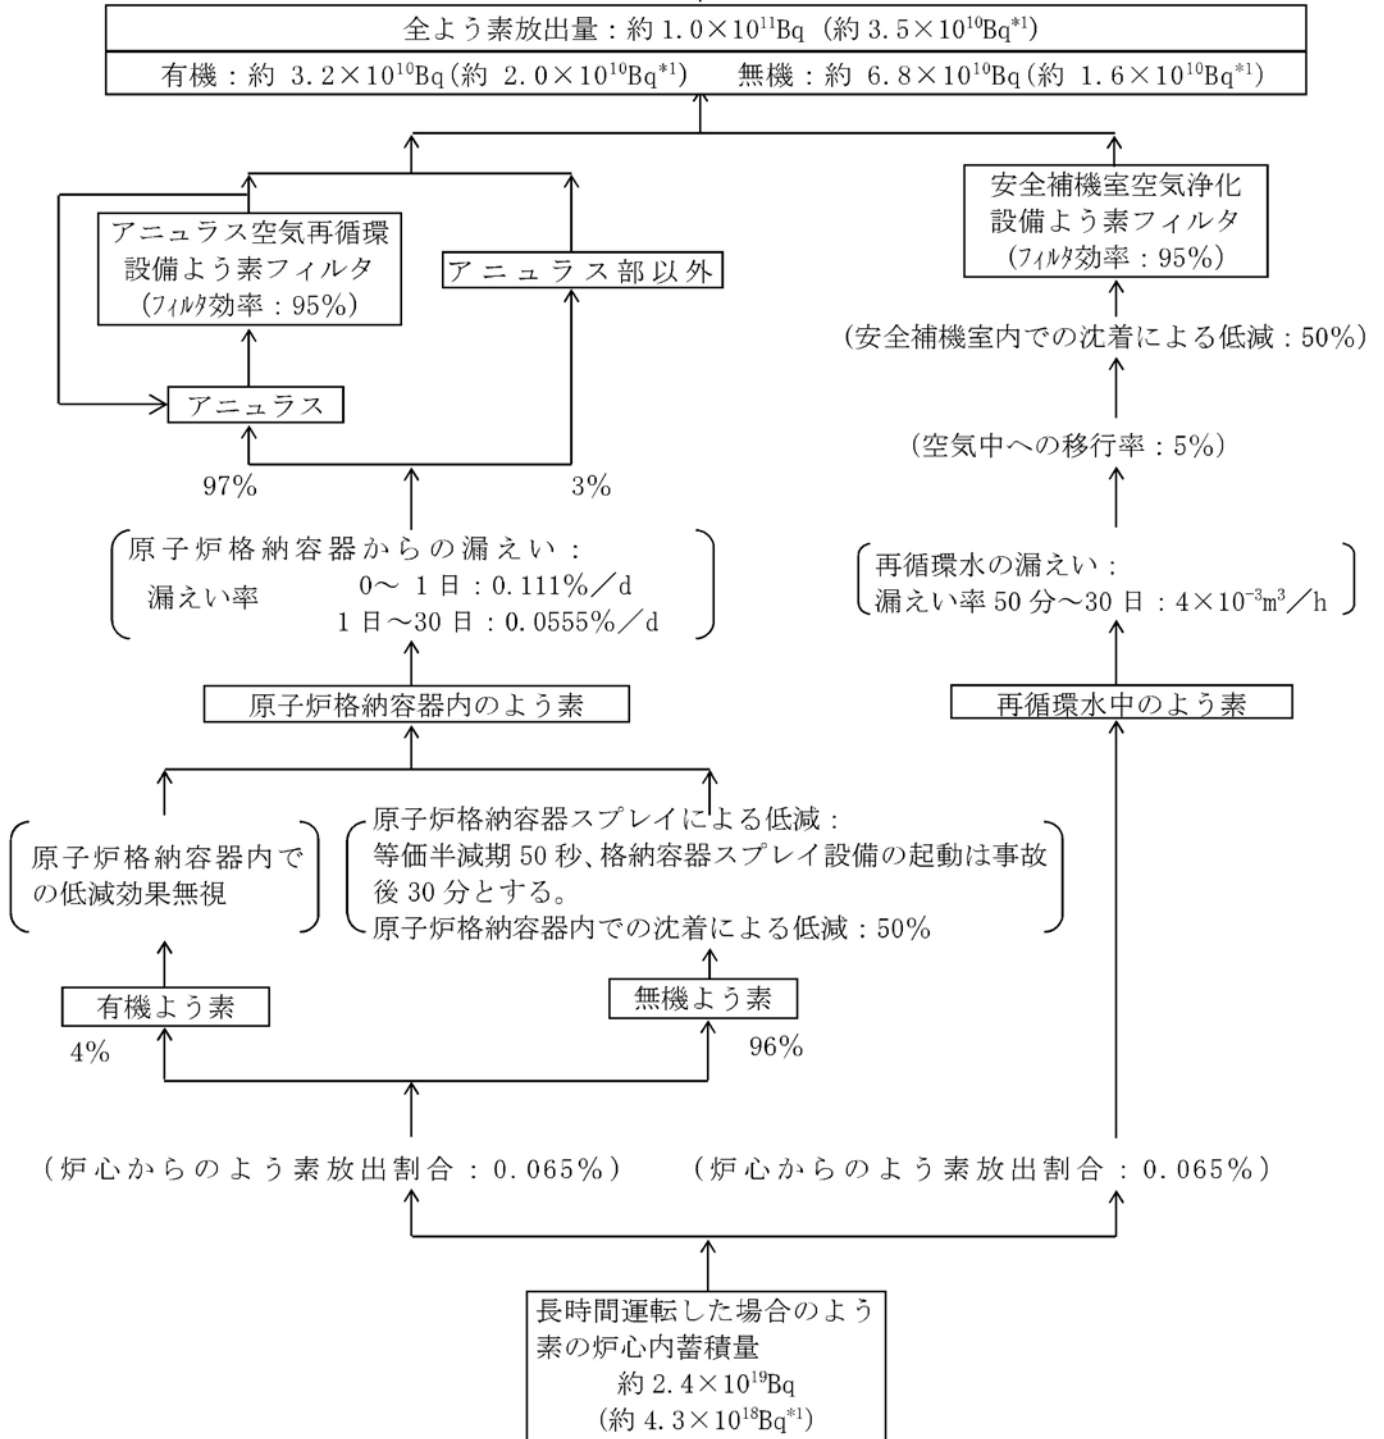 全よう素放出量：約 1.0×10¹¹Bq (約 3.5×10¹⁰Bq*¹)
有機：約 3.2×10¹⁰Bq(約 2.0×10¹⁰Bq*¹) 無機：約 6.8×10¹⁰Bq(約 1.6×10¹⁰Bq*¹)
アニュラス空気再循環
設備よう素フィルタ
(ﾌｨﾙﾀ効率：95%)
アニュラス部以外
安全補機室空気浄化
設備よう素フィルタ
(ﾌｨﾙﾀ効率：95%)
(安全補機室内での沈着による低減：50%)
アニュラス
(空気中への移行率：5%)
97%
3%
原子炉格納容器からの漏えい：
漏えい率
0～ 1日：0.111%／d
1日～30日：0.0555%／d
再循環水の漏えい：
漏えい率 50分～30日：4×10⁻³m³／h
原子炉格納容器内のよう素
再循環水中のよう素
原子炉格納容器内で
の低減効果無視
原子炉格納容器スプレイによる低減：
等価半減期 50 秒、格納容器スプレイ設備の起動は事故
後 30 分とする。
原子炉格納容器内での沈着による低減：50%
有機よう素
無機よう素
4%
96%
(炉心からのよう素放出割合：0.065%)
(炉心からのよう素放出割合：0.065%)
長時間運転した場合のよう
素の炉心内蓄積量
約 2.4×10¹⁹Bq
(約 4.3×10¹⁸Bq*¹)